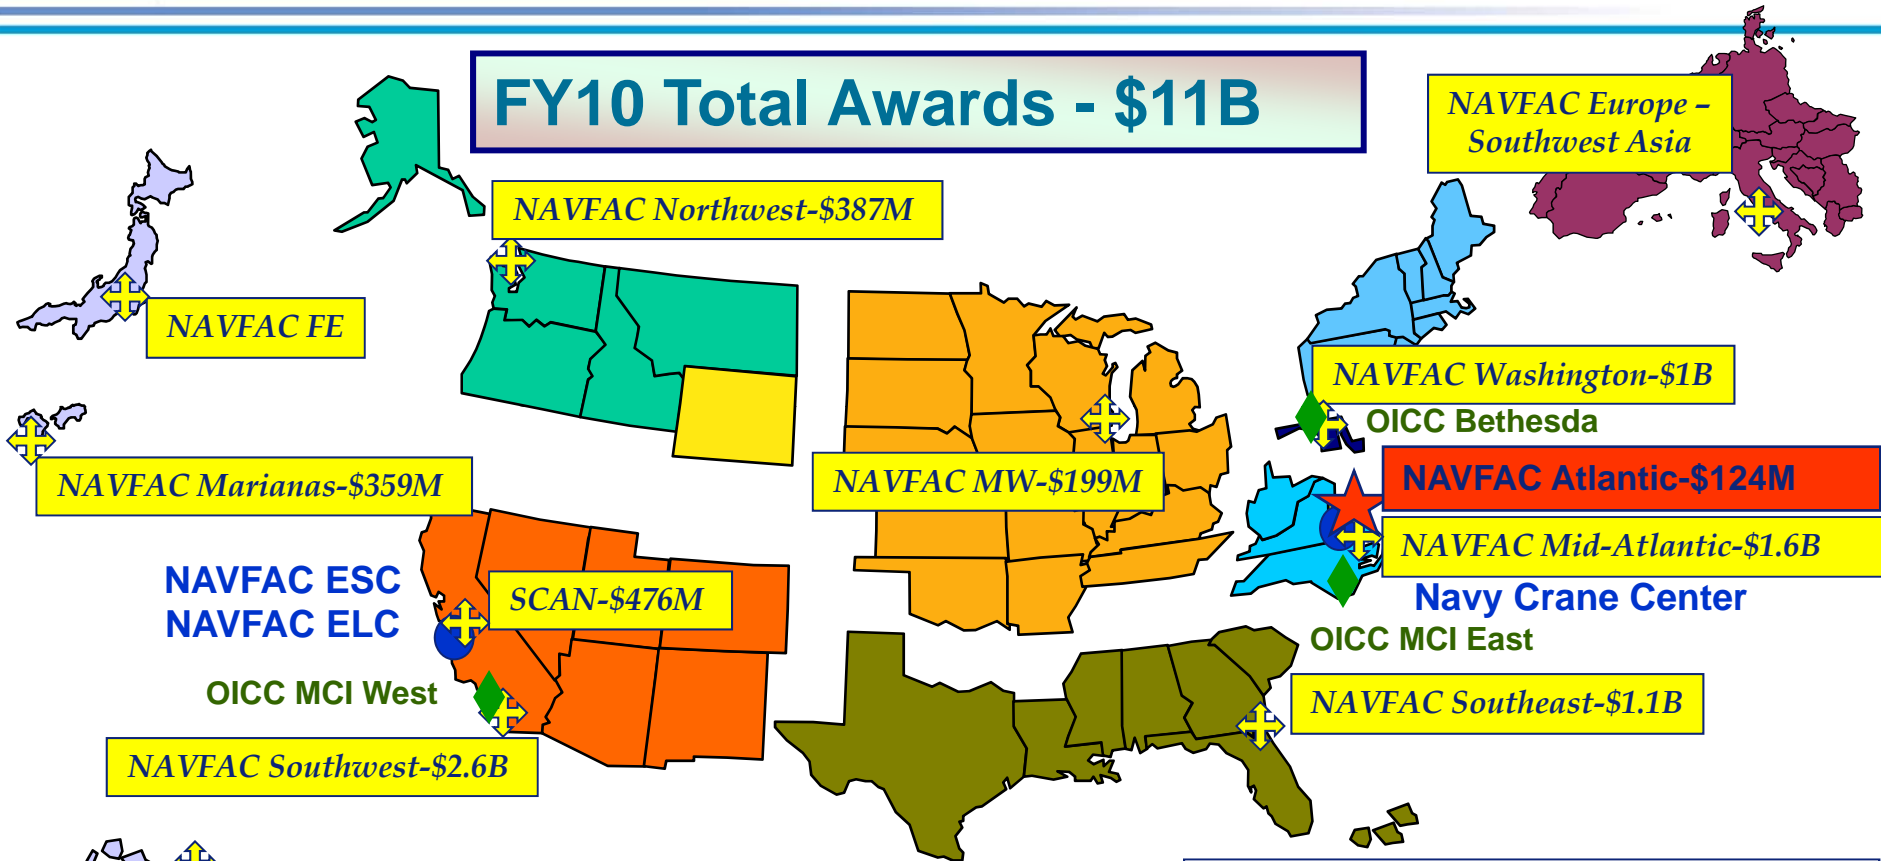 FY10 Total Awards - $11B
NAVFAC Europe –
Southwest Asia
NAVFAC Northwest-$387M
NAVFAC FE
NAVFAC Washington-$1B
OICC Bethesda
NAVFAC Marianas-$359M
NAVFAC MW-$199M
NAVFAC Atlantic-$124M
NAVFAC Mid-Atlantic-$1.6B
NAVFAC ESC
NAVFAC ELC
SCAN-$476M
Navy Crane Center
OICC MCI East
OICC MCI West
NAVFAC Southeast-$1.1B
NAVFAC Southwest-$2.6B